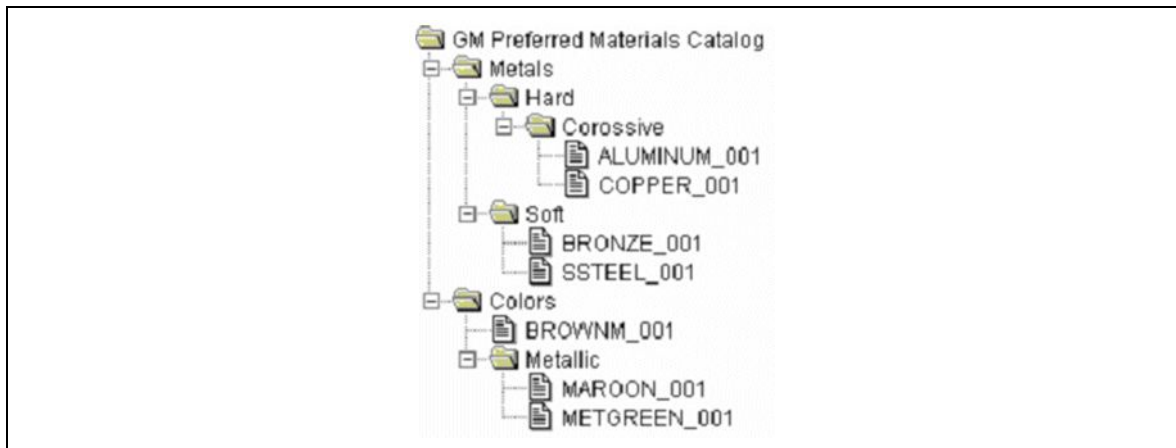 GM Preferred Materials Catalog
Metals
Hard
Corossive
ALUMINUM_001
COPPER_001
Soft
BRONZE_001
SSTEEL_001
Colors
BROWNM_001
Metallic
MAROON_001
METGREEN_001